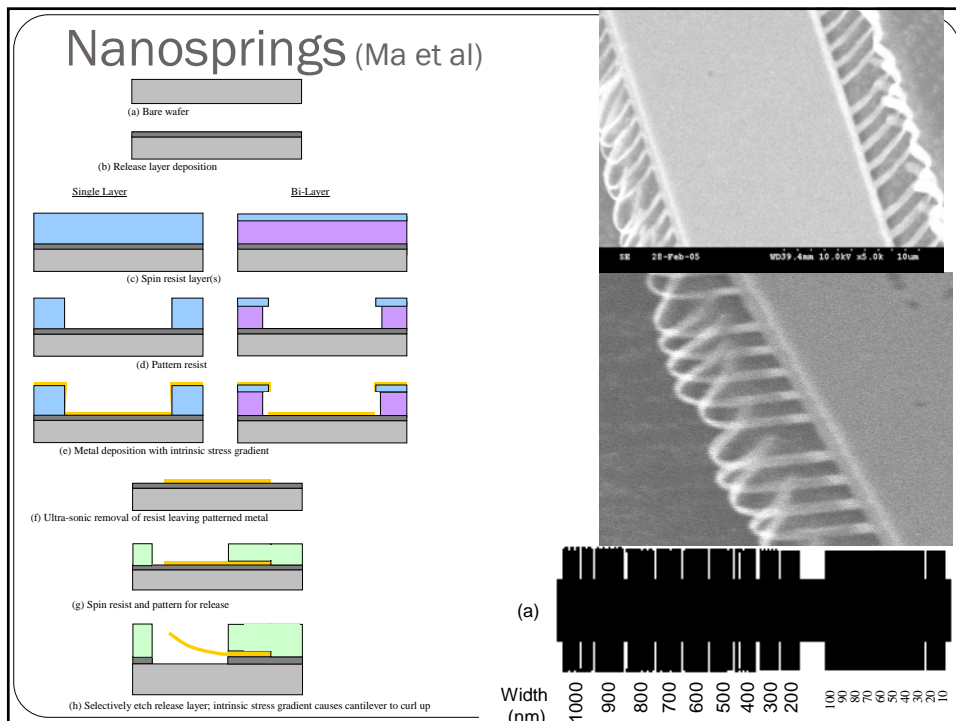 Nanosprings (Ma et al)
(a) Bare wafer
(b) Release layer deposition
Single Layer
Bi-Layer
(c) Spin resist layer(s)
(d) Pattern resist
(e) Metal deposition with intrinsic stress gradient
(f) Ultra-sonic removal of resist leaving patterned metal
(g) Spin resist and pattern for release
(h) Selectively etch release layer; intrinsic stress gradient causes cantilever to curl up
SE 28-Feb-05 WD39.4mm 10.0kV x5.0k 10um
(a)
Width
(nm)
1000
900
800
700
600
500
400
300
200
100
90
80
70
60
50
40
30
20
10